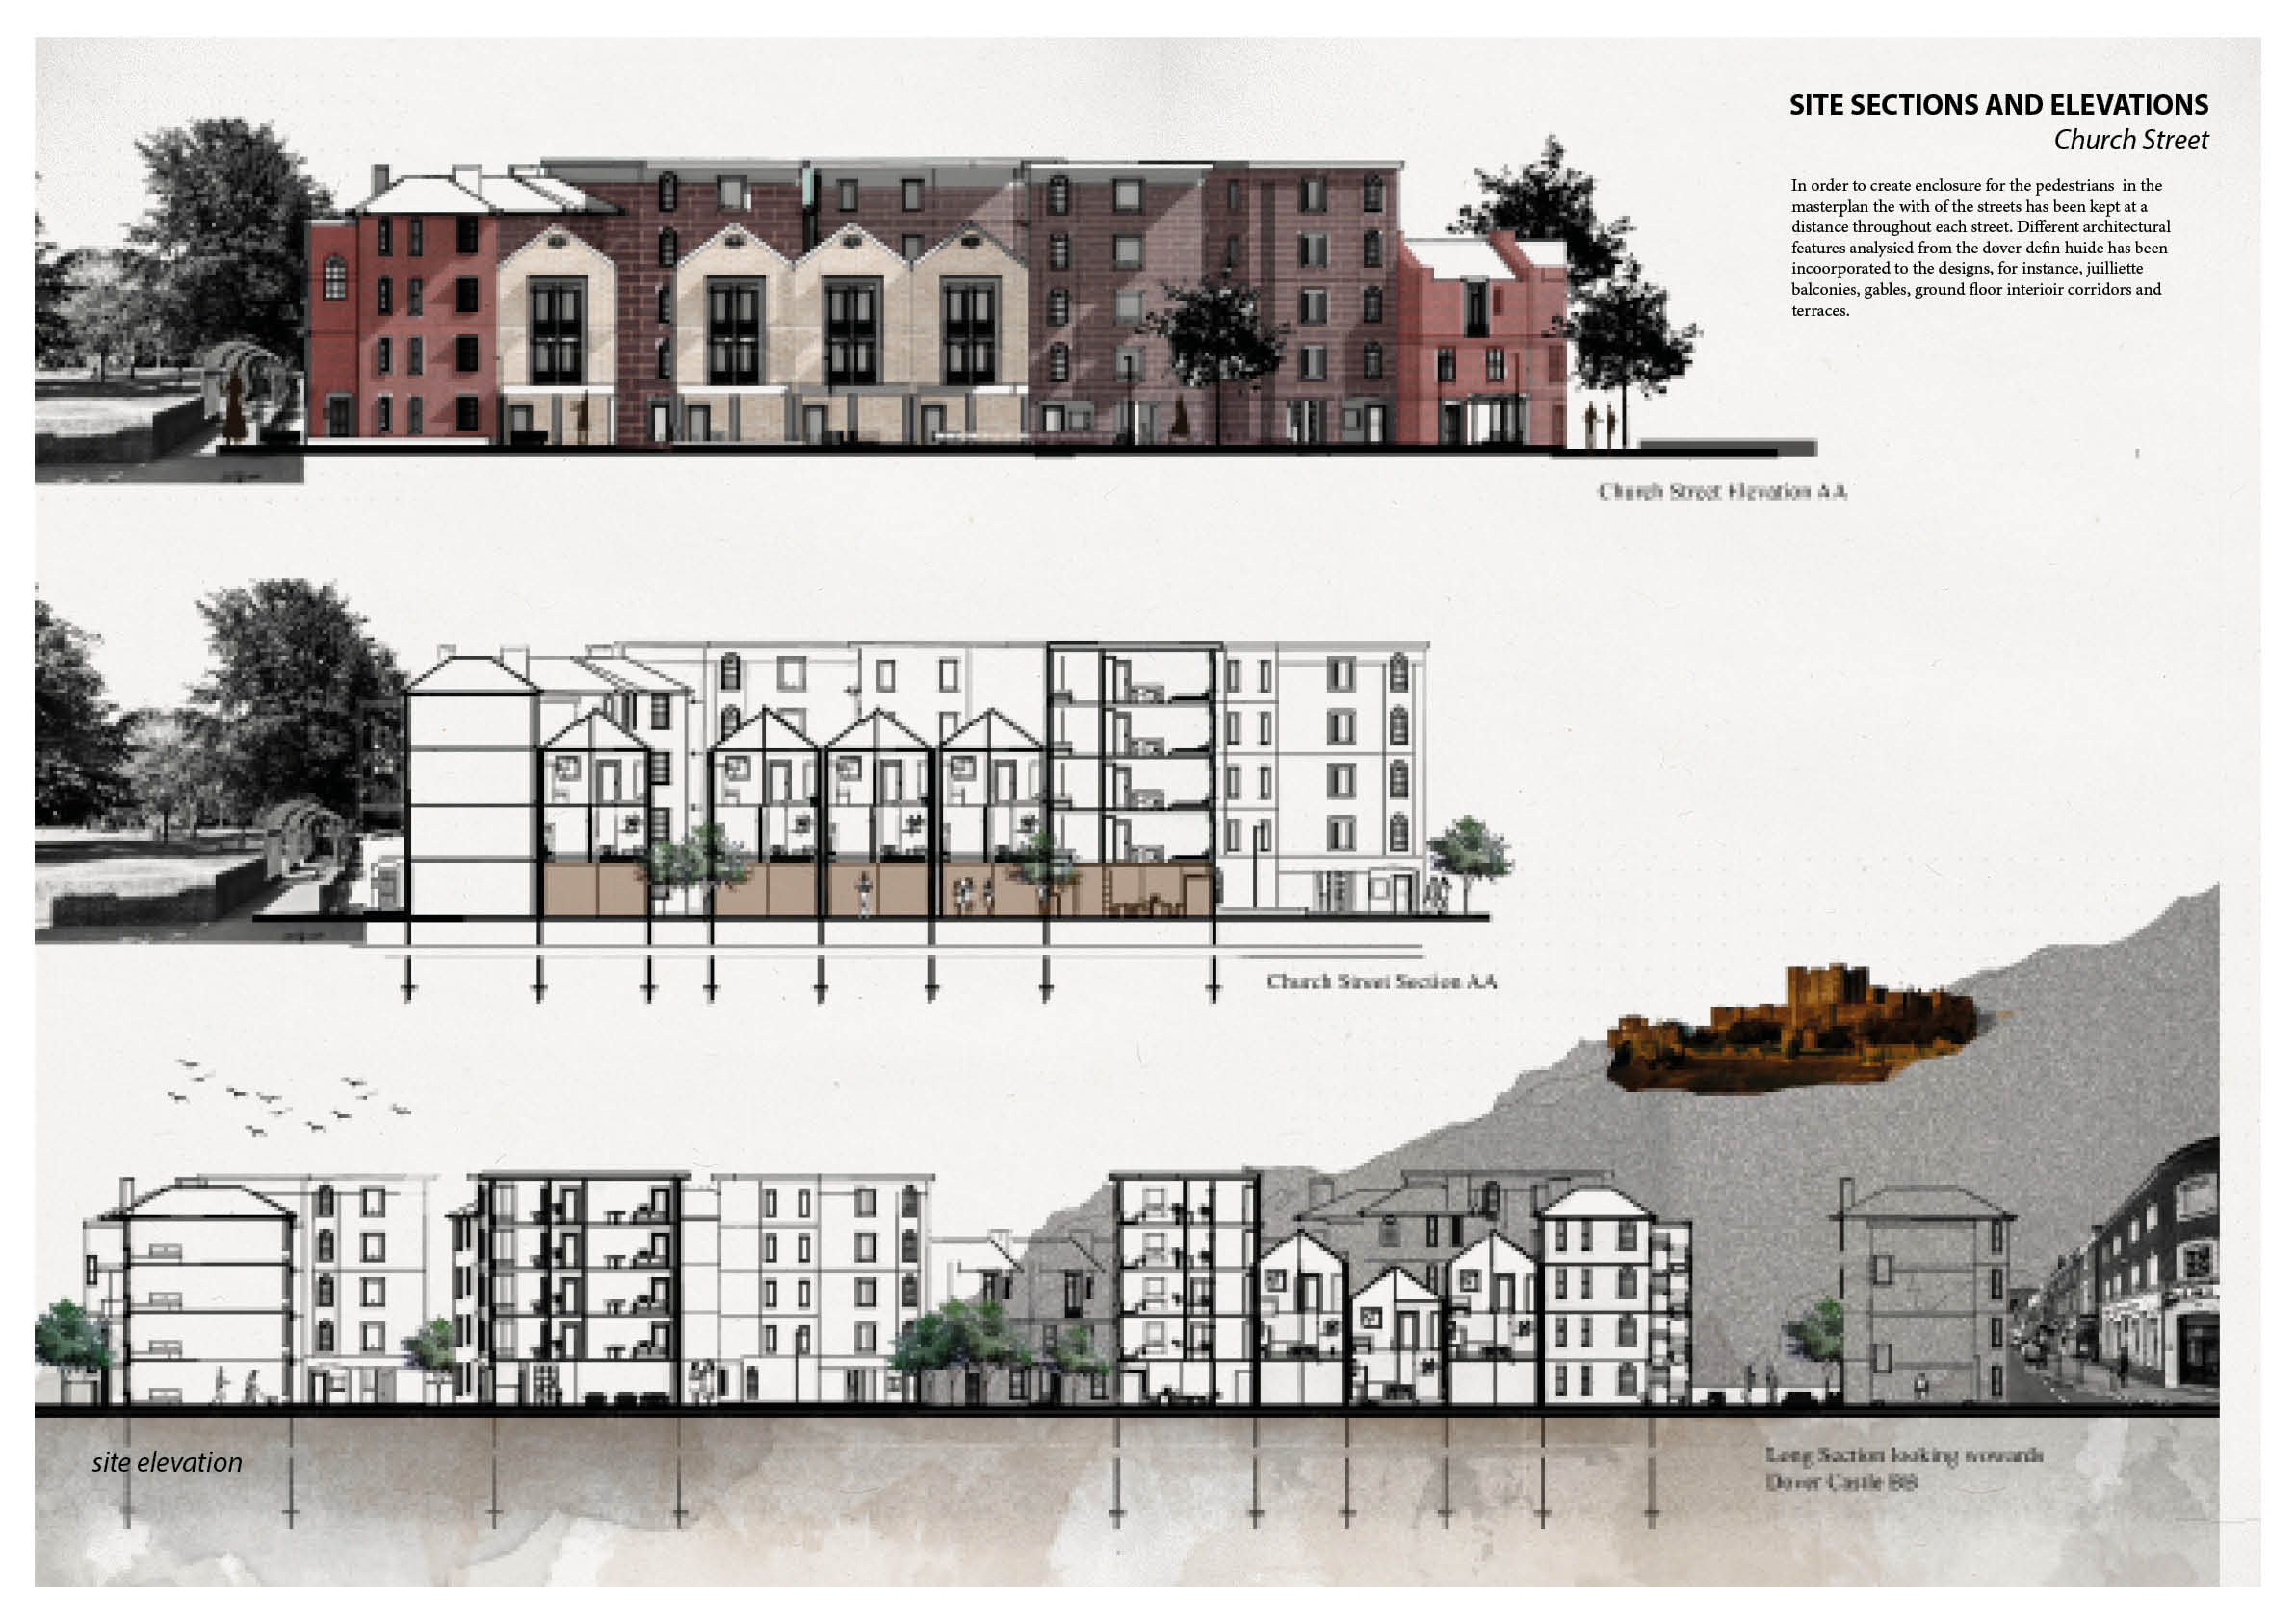 SITE SECTIONS AND ELEVATIONS
Church Street
In order to create enclosure for the pedestrians in the
masterplan the with of the streets has been kept at a
distance throughout each street. Different architectural
features analysied from the dover defin huide has been
incoorporated to the designs, for instance, juilliette
balconies, gables, ground floor interioir corridors and
terraces.
Church Street Elevation AA
Church Street Section AA
site elevation
Long Section looking wowards
Dover Castle BB